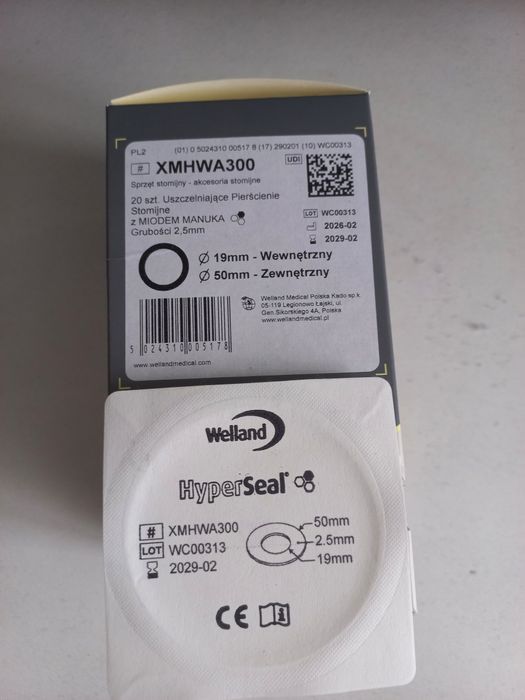 PL2
(01) 0 5024310 00517 8 (17) 290201 (10) WC00313
# XMHWA300
UDI
Sprzęt stomijny - akcesoria stomijne
20 szt. Uszczelniające Pierścienie
Stomijne
z MIODEM MANUKA
Grubości 2,5mm
LOT WC00313
2026-02
2029-02
Ø 19mm - Wewnętrzny
Ø 50mm - Zewnętrzny
Welland Medical Polska Kado sp.k.
05-119 Legionowo Łajski, ul.
Gen.Sikorskiego 4A, Polska
www.wellandmedical.pl
5 024310 005178
www.wellandmedical.com
Welland
HyperSeal®
# XMHWA300
LOT WC00313
2029-02
50mm
2.5mm
19mm
CE i